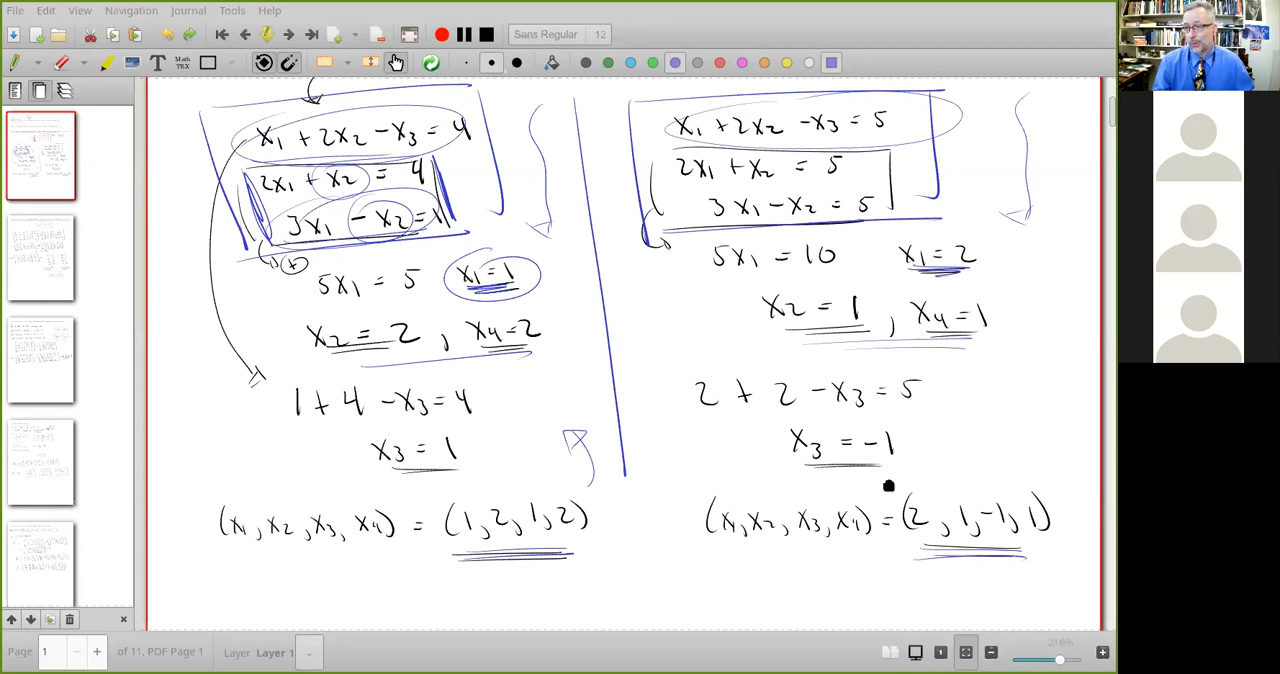 File Edit View Navigation Journal Tools Help
Sans Regular 12
Math TEX
x1 + 2x2 - x3 = 4
2x1 + x2 = 4
3x1 - x2 = 1
(+)
5x1 = 5 x1 = 1
x2 = 2 , x4 = 2
1 + 4 - x3 = 4
x3 = 1
(x1, x2, x3, x4) = (1, 2, 1, 2)
x1 + 2x2 - x3 = 5
2x1 + x2 = 5
3x1 - x2 = 5
5x1 = 10 x1 = 2
x2 = 1 , x4 = 1
2 + 2 - x3 = 5
x3 = -1
(x1, x2, x3, x4) = (2, 1, -1, 1)
Page 1 of 11, PDF Page 1 Layer Layer 1 216%